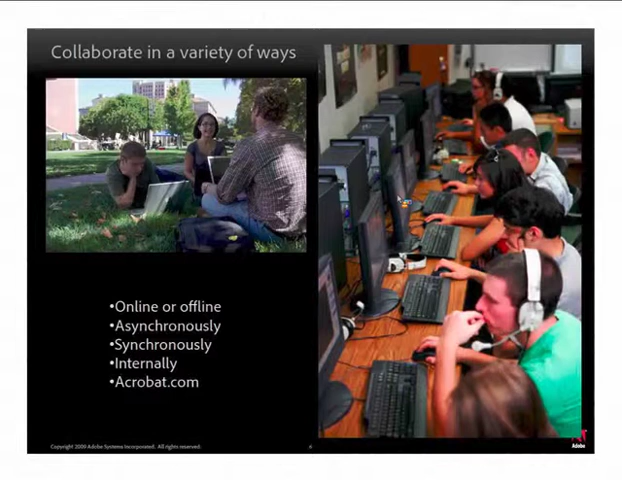 Collaborate in a variety of ways
•Online or offline
•Asynchronously
•Synchronously
•Internally
•Acrobat.com
Copyright 2009 Adobe Systems Incorporated. All rights reserved.
Adobe